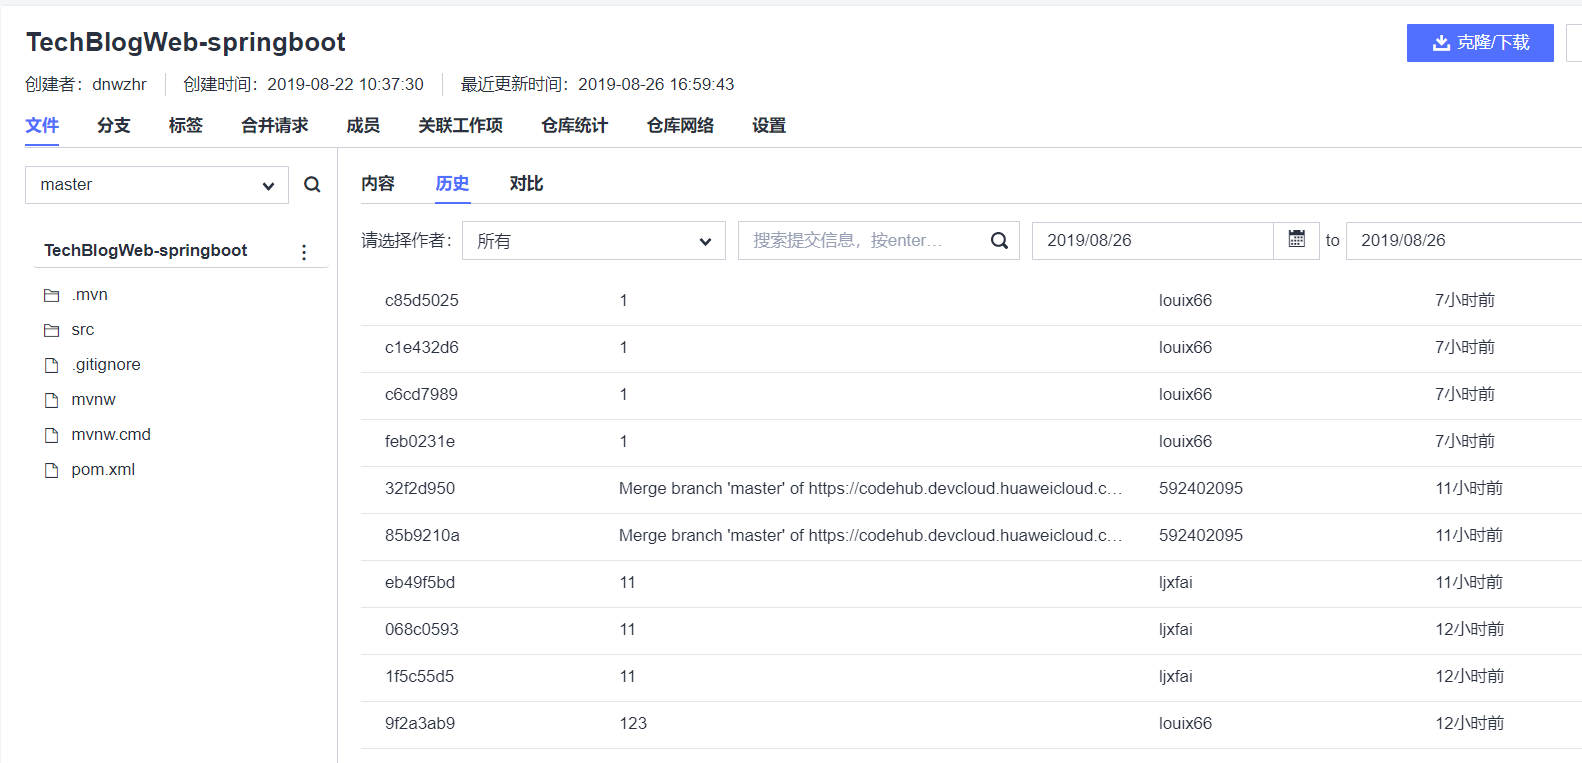 TechBlogWeb-springboot
克隆/下载
创建者：dnwzhr 创建时间：2019-08-22 10:37:30 最近更新时间：2019-08-26 16:59:43
文件 分支 标签 合并请求 成员 关联工作项 仓库统计 仓库网络 设置
master
内容 历史 对比
请选择作者： 所有 搜索提交信息，按enter... 2019/08/26 to 2019/08/26
TechBlogWeb-springboot
.mvn
src
.gitignore
mvnw
mvnw.cmd
pom.xml
c85d5025 1 louix66 7小时前
c1e432d6 1 louix66 7小时前
c6cd7989 1 louix66 7小时前
feb0231e 1 louix66 7小时前
32f2d950 Merge branch 'master' of https://codehub.devcloud.huaweicloud.c... 592402095 11小时前
85b9210a Merge branch 'master' of https://codehub.devcloud.huaweicloud.c... 592402095 11小时前
eb49f5bd 11 ljxfai 11小时前
068c0593 11 ljxfai 12小时前
1f5c55d5 11 ljxfai 12小时前
9f2a3ab9 123 louix66 12小时前